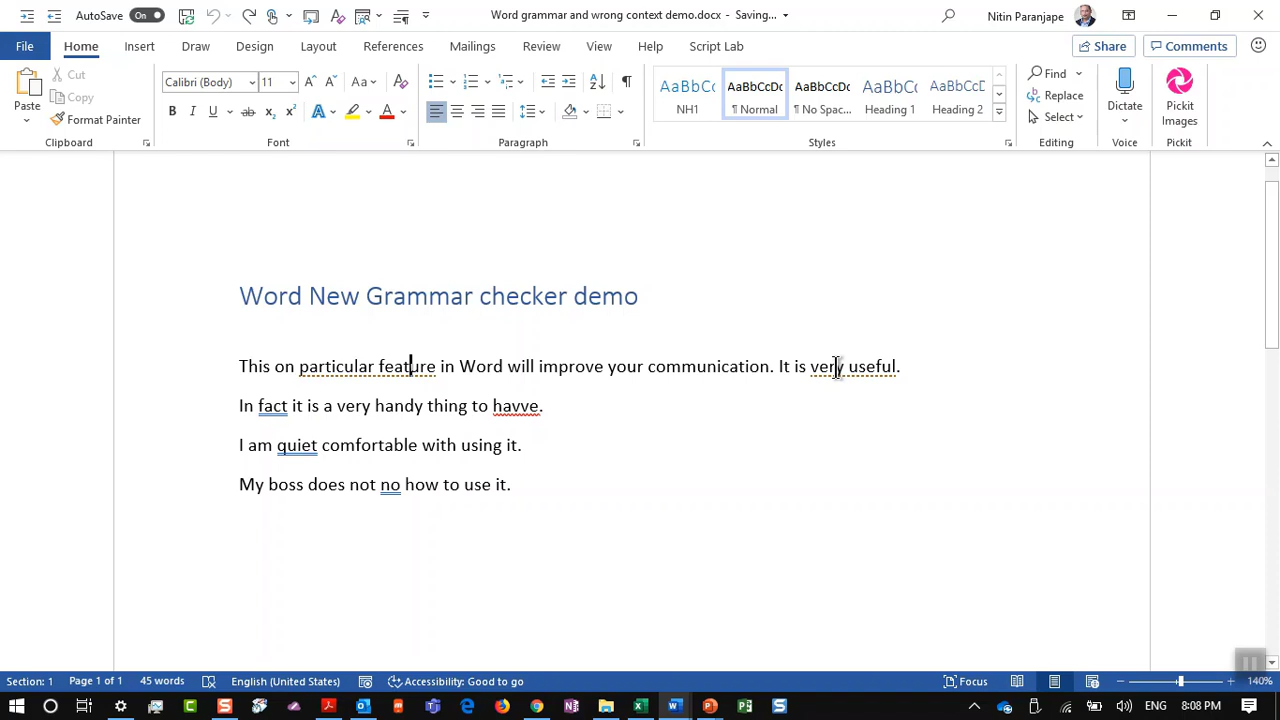 AutoSave On
Word grammar and wrong context demo.docx - Saving...
Nitin Paranjape
File Home Insert Draw Design Layout References Mailings Review View Help Script Lab
Share Comments
Paste
Cut
Copy
Format Painter
Calibri (Body) 11
Aa
B I U ab x₂ x² A A
AaBbCc AaBbCcDc AaBbCcDc AaBbCc AaBbCcD
NH1 ¶ Normal ¶ No Spac... Heading 1 Heading 2
Find
Replace
Select
Dictate
Pickit Images
Clipboard Font Paragraph Styles Editing Voice Pickit
Word New Grammar checker demo
This on particular feature in Word will improve your communication. It is very useful.
In fact it is a very handy thing to havve.
I am quiet comfortable with using it.
My boss does not no how to use it.
Section: 1 Page 1 of 1 45 words English (United States) Accessibility: Good to go Focus 140%
ENG 8:08 PM